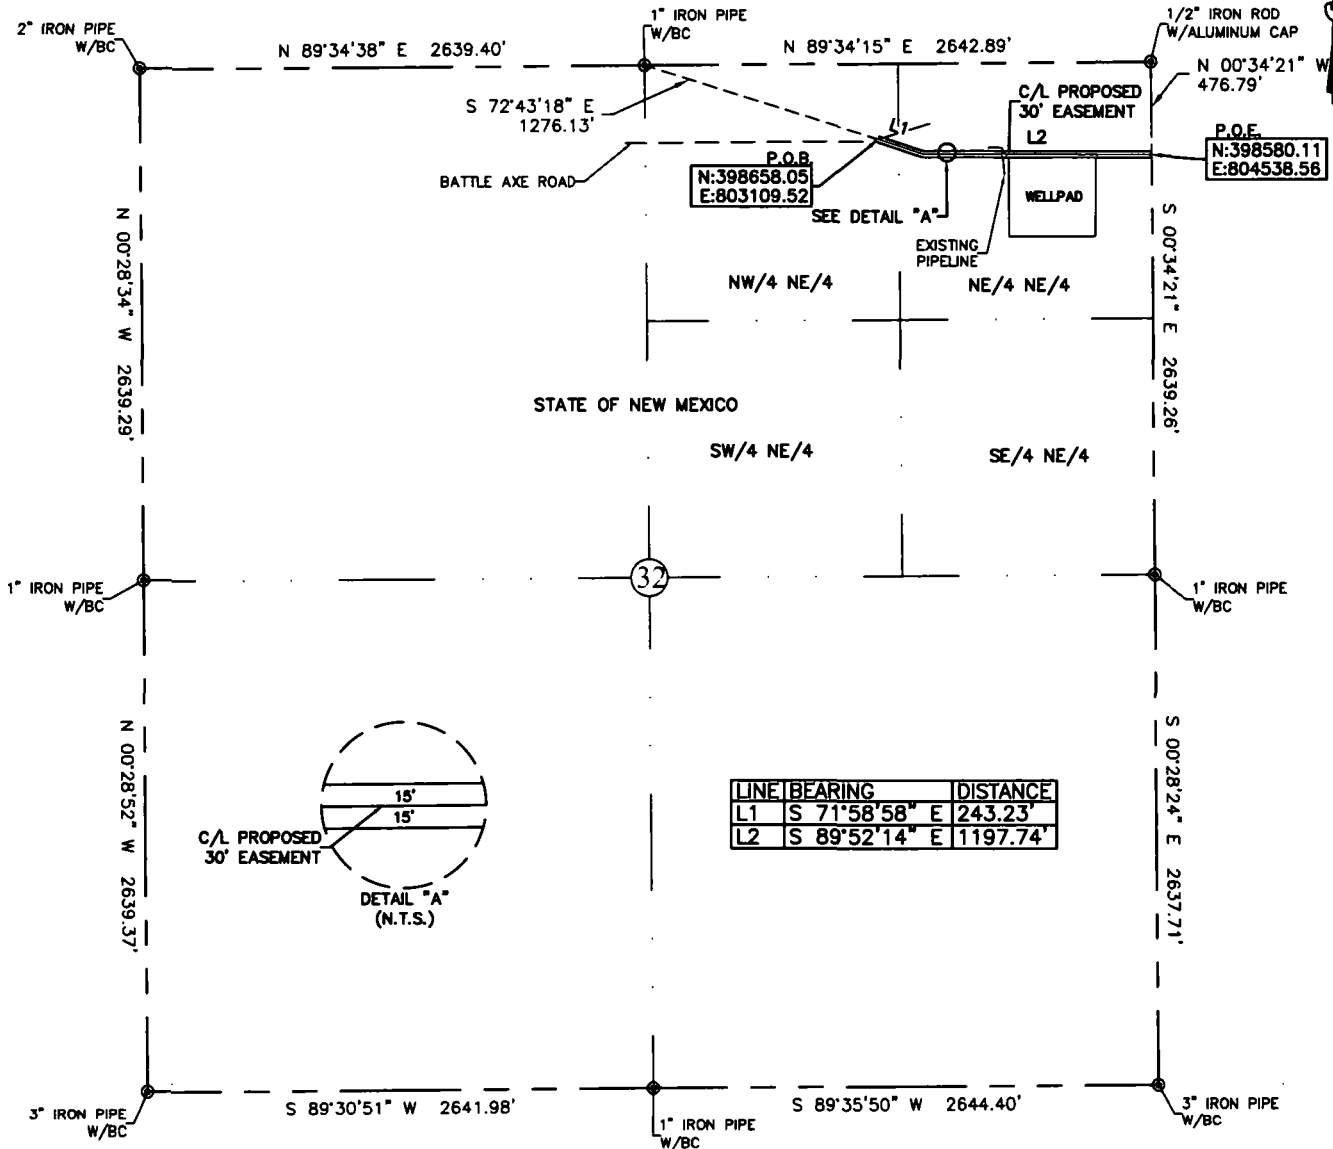 2" IRON PIPE
W/BC
N 89°34'38" E 2639.40'
1" IRON PIPE
W/BC
N 89°34'15" E 2642.89'
1/2" IRON ROD
W/ALUMINUM CAP
N 00°34'21" W
476.79'
S 72°43'18" E
1276.13'
C/L PROPOSED
30' EASEMENT
L1
L2
P.O.B.
N:398658.05
E:803109.52
P.O.E.
N:398580.11
E:804538.56
BATTLE AXE ROAD
SEE DETAIL "A"
WELLPAD
EXISTING
PIPELINE
N 00°28'34" W 2639.29'
S 00°34'21" E 2639.26'
NW/4 NE/4
NE/4 NE/4
STATE OF NEW MEXICO
SW/4 NE/4
SE/4 NE/4
1" IRON PIPE
W/BC
32
1" IRON PIPE
W/BC
N 00°28'52" W 2639.37'
S 00°28'24" E 2637.71'
15'
15'
C/L PROPOSED
30' EASEMENT
DETAIL "A"
(N.T.S.)
LINE BEARING DISTANCE
L1 S 71°58'58" E 243.23'
L2 S 89°52'14" E 1197.74'
3" IRON PIPE
W/BC
S 89°30'51" W 2641.98'
1" IRON PIPE
W/BC
S 89°35'50" W 2644.40'
3" IRON PIPE
W/BC